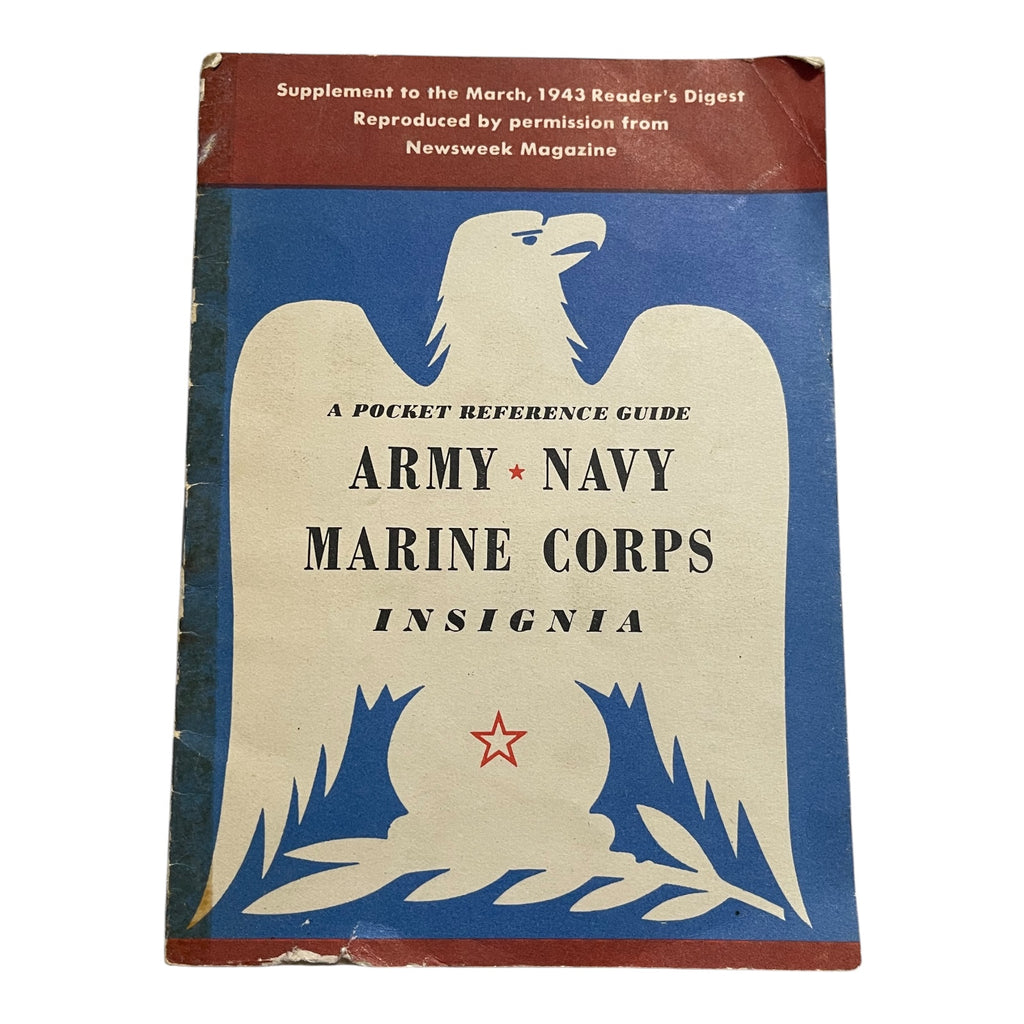 Supplement to the March, 1943 Reader's Digest
Reproduced by permission from
Newsweek Magazine
A POCKET REFERENCE GUIDE
ARMY ★ NAVY
MARINE CORPS
INSIGNIA